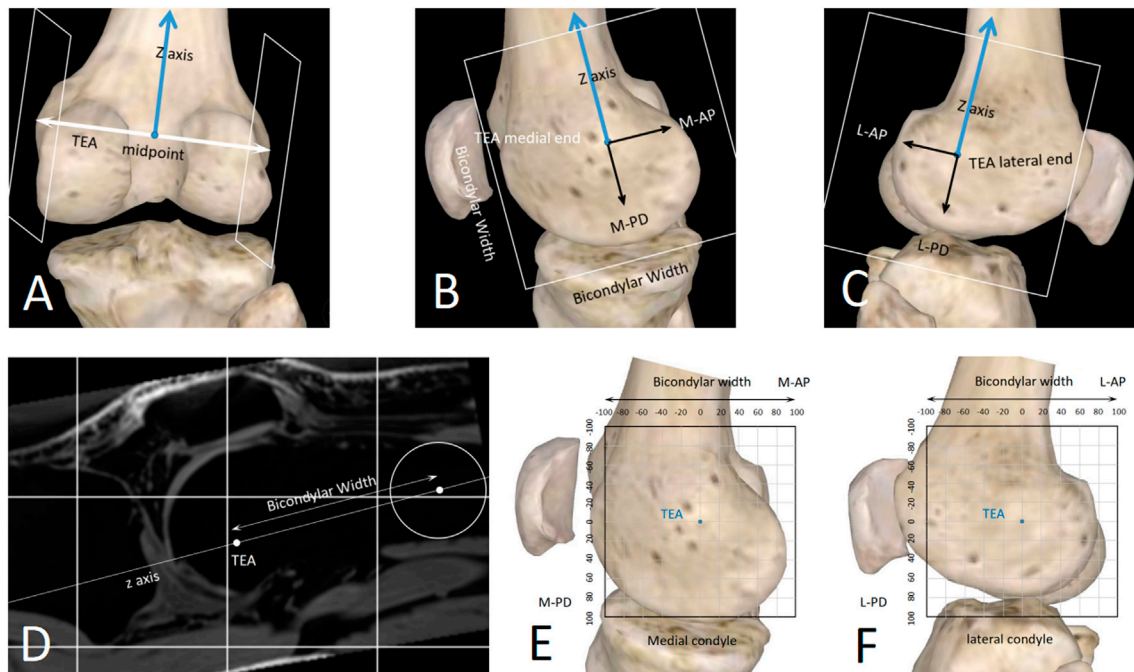 Z axis
TEA
midpoint
A
Z axis
M-AP
TEA medial end
Bicondylar Width
M-PD
Bicondylar Width
B
Z axis
L-AP
TEA lateral end
L-PD
C
Bicondylar Width
TEA
z axis
D
Bicondylar width M-AP
-100 -80 -60 -40 -20 0 20 40 60 80 100
-100
-80
-60
-40
-20
0
20
40
60
80
100
TEA
M-PD
Medial condyle
E
Bicondylar width L-AP
-100 -80 -60 -40 -20 0 20 40 60 80 100
-100
-80
-60
-40
-20
0
20
40
60
80
100
TEA
L-PD
lateral condyle
F